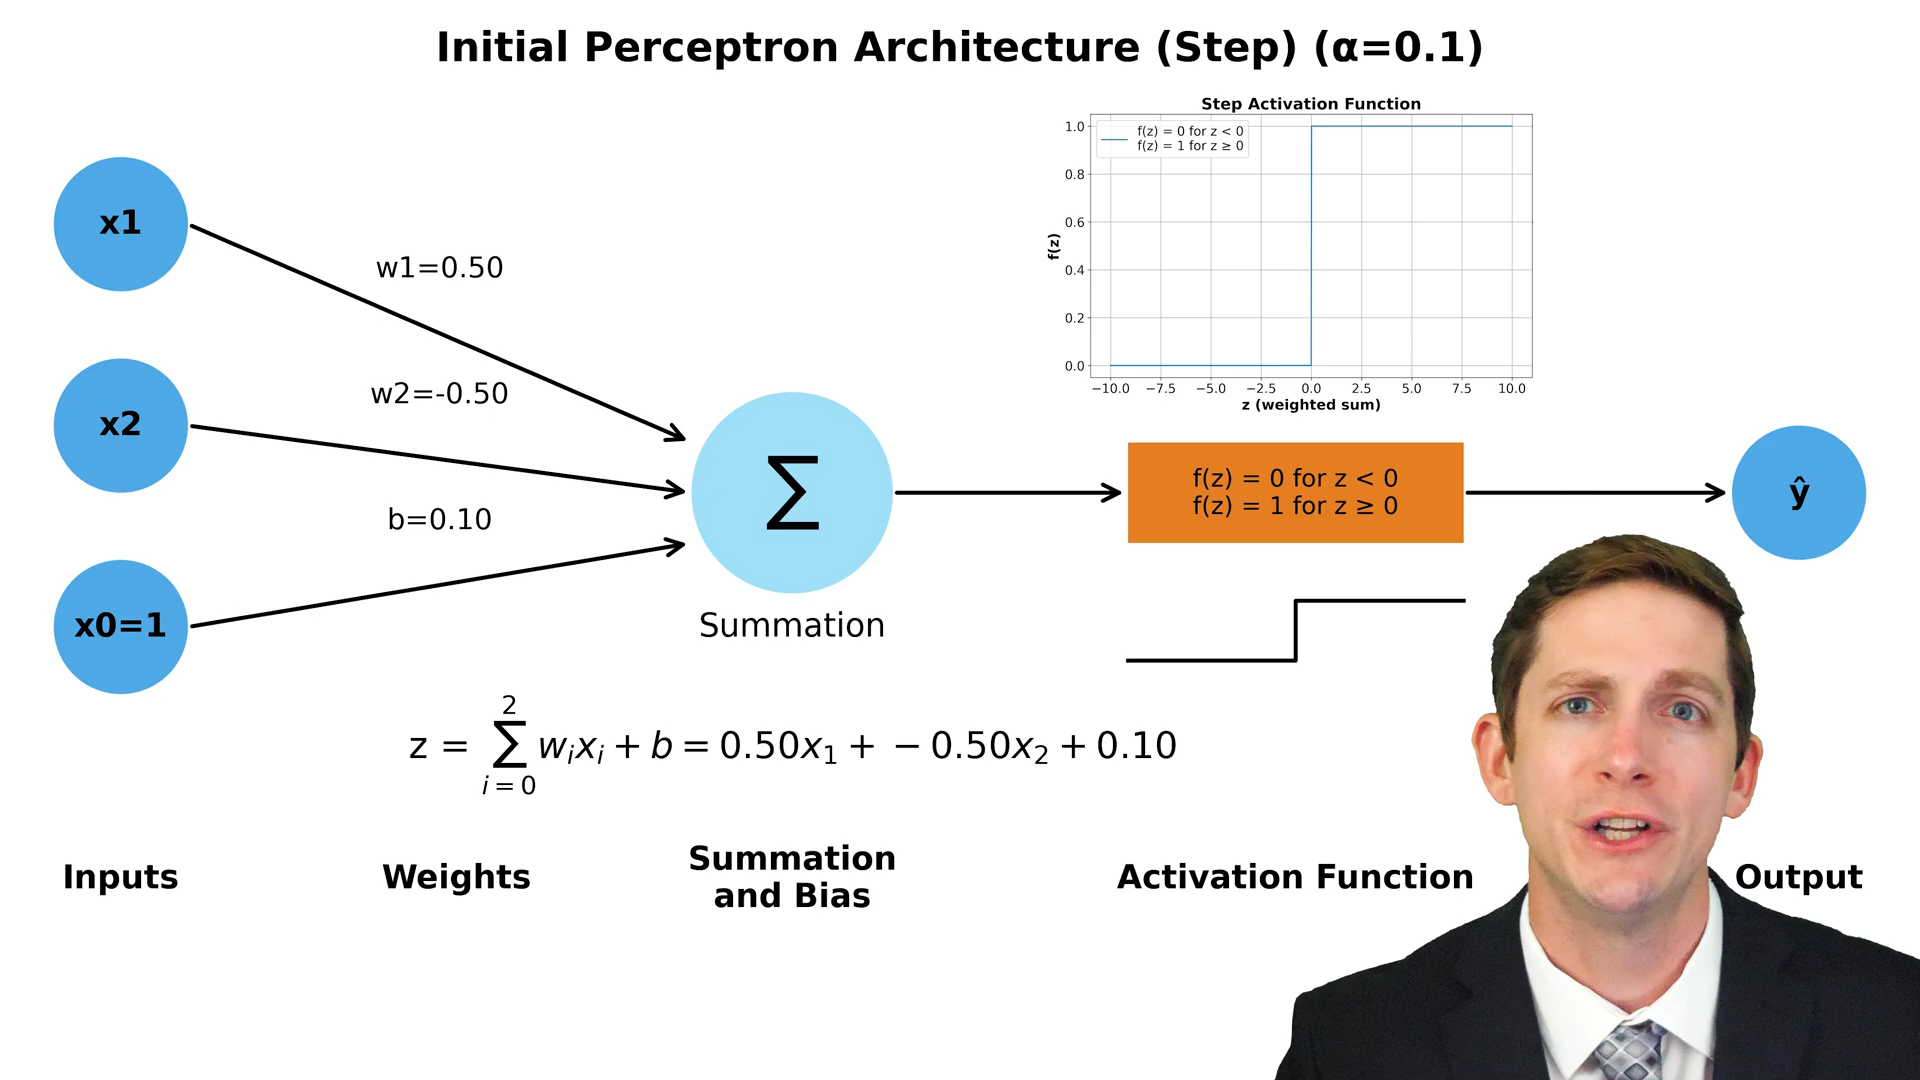 Initial Perceptron Architecture (Step) (α=0.1)
Step Activation Function
f(z) = 0 for z < 0
f(z) = 1 for z ≥ 0
1.0
0.8
0.6
0.4
0.2
0.0
f(z)
−10.0 −7.5 −5.0 −2.5 0.0 2.5 5.0 7.5 10.0
z (weighted sum)
x1
w1=0.50
x2
w2=-0.50
x0=1
b=0.10
∑
Summation
f(z) = 0 for z < 0
f(z) = 1 for z ≥ 0
ŷ
z = ∑_{i=0}^{2} w_i x_i + b = 0.50x_1 + − 0.50x_2 + 0.10
Inputs
Weights
Summation
and Bias
Activation Function
Output